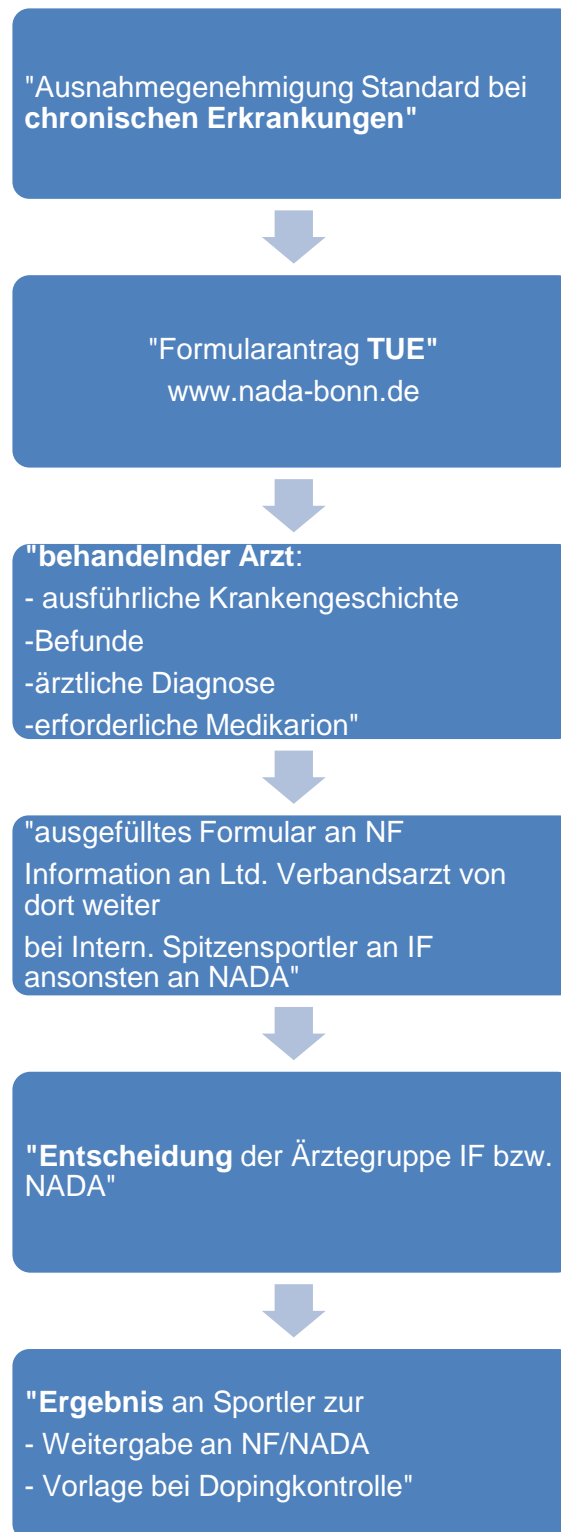 "Ausnahmegenehmigung Standard bei
chronischen Erkrankungen"
"Formularantrag TUE"
www.nada-bonn.de
"behandelnder Arzt:
- ausführliche Krankengeschichte
-Befunde
-ärztliche Diagnose
-erforderliche Medikarion"
"ausgefülltes Formular an NF
Information an Ltd. Verbandsarzt von
dort weiter
bei Intern. Spitzensportler an IF
ansonsten an NADA"
"Entscheidung der Ärztegruppe IF bzw.
NADA"
"Ergebnis an Sportler zur
- Weitergabe an NF/NADA
- Vorlage bei Dopingkontrolle"